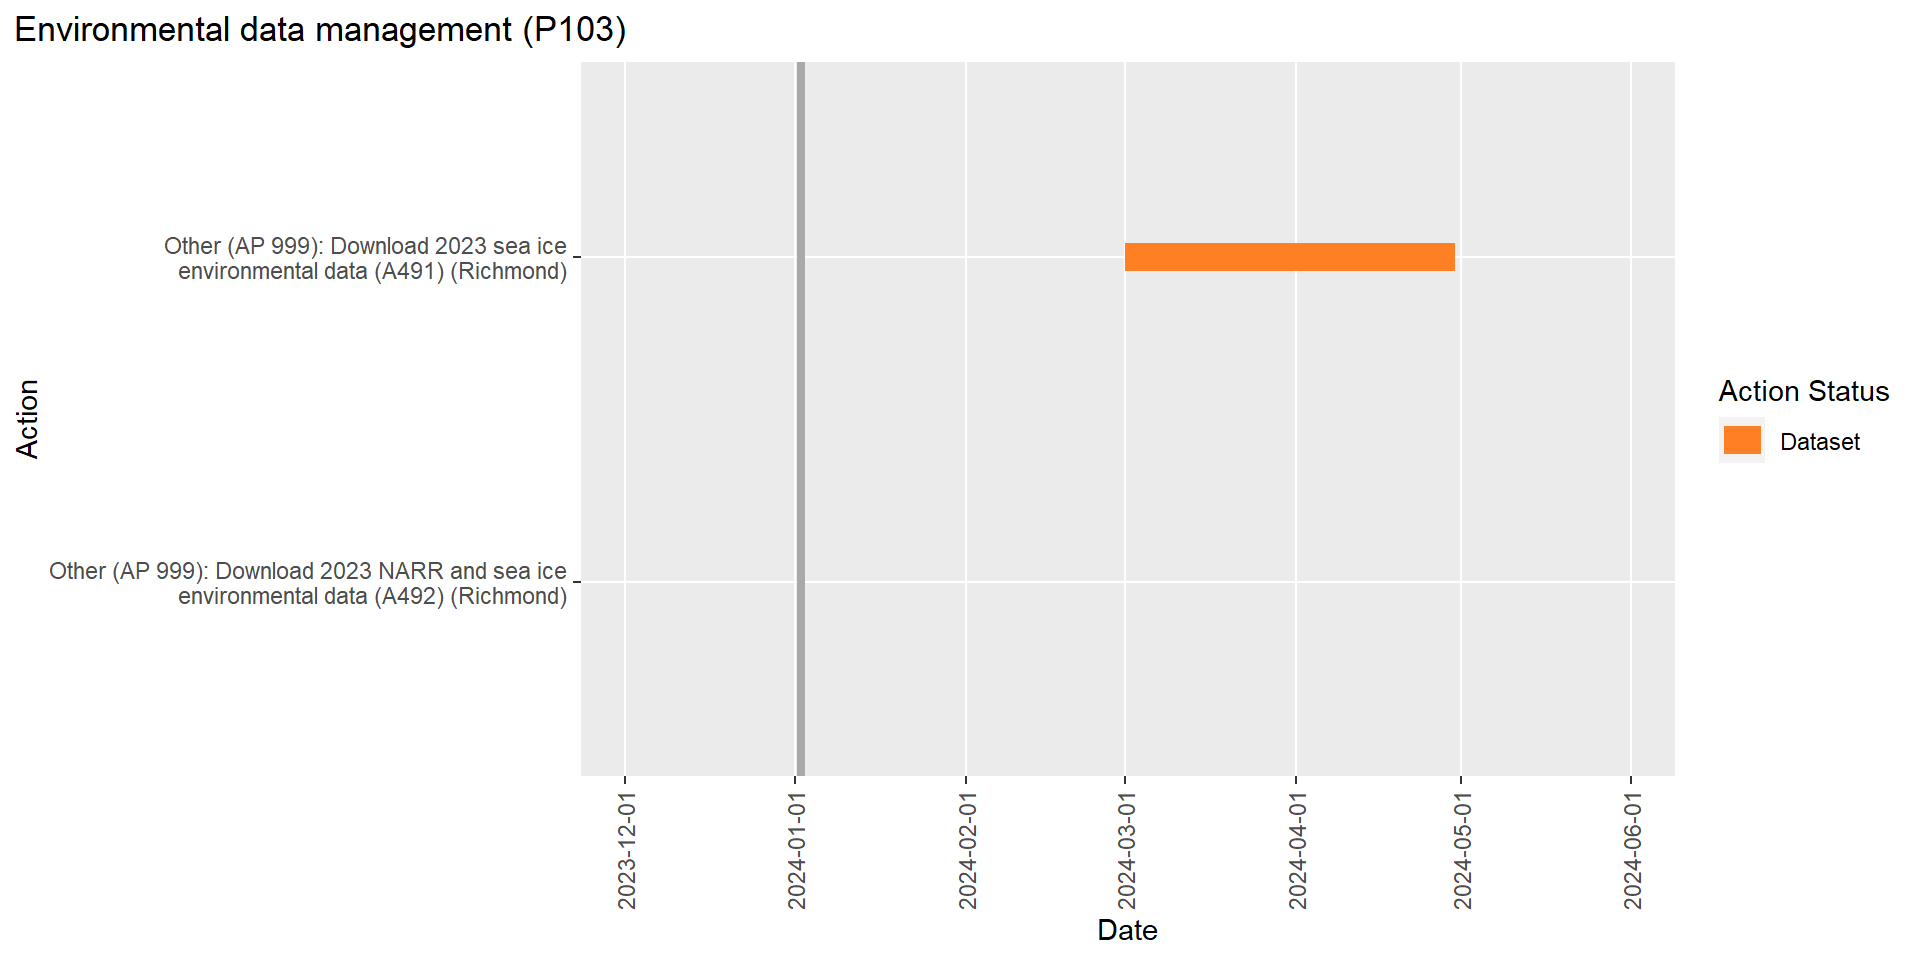 Environmental data management (P103)
Action
Other (AP 999): Download 2023 sea ice
environmental data (A491) (Richmond)
Other (AP 999): Download 2023 NARR and sea ice
environmental data (A492) (Richmond)
2023-12-01
2024-01-01
2024-02-01
2024-03-01
2024-04-01
2024-05-01
2024-06-01
Date
Action Status
Dataset